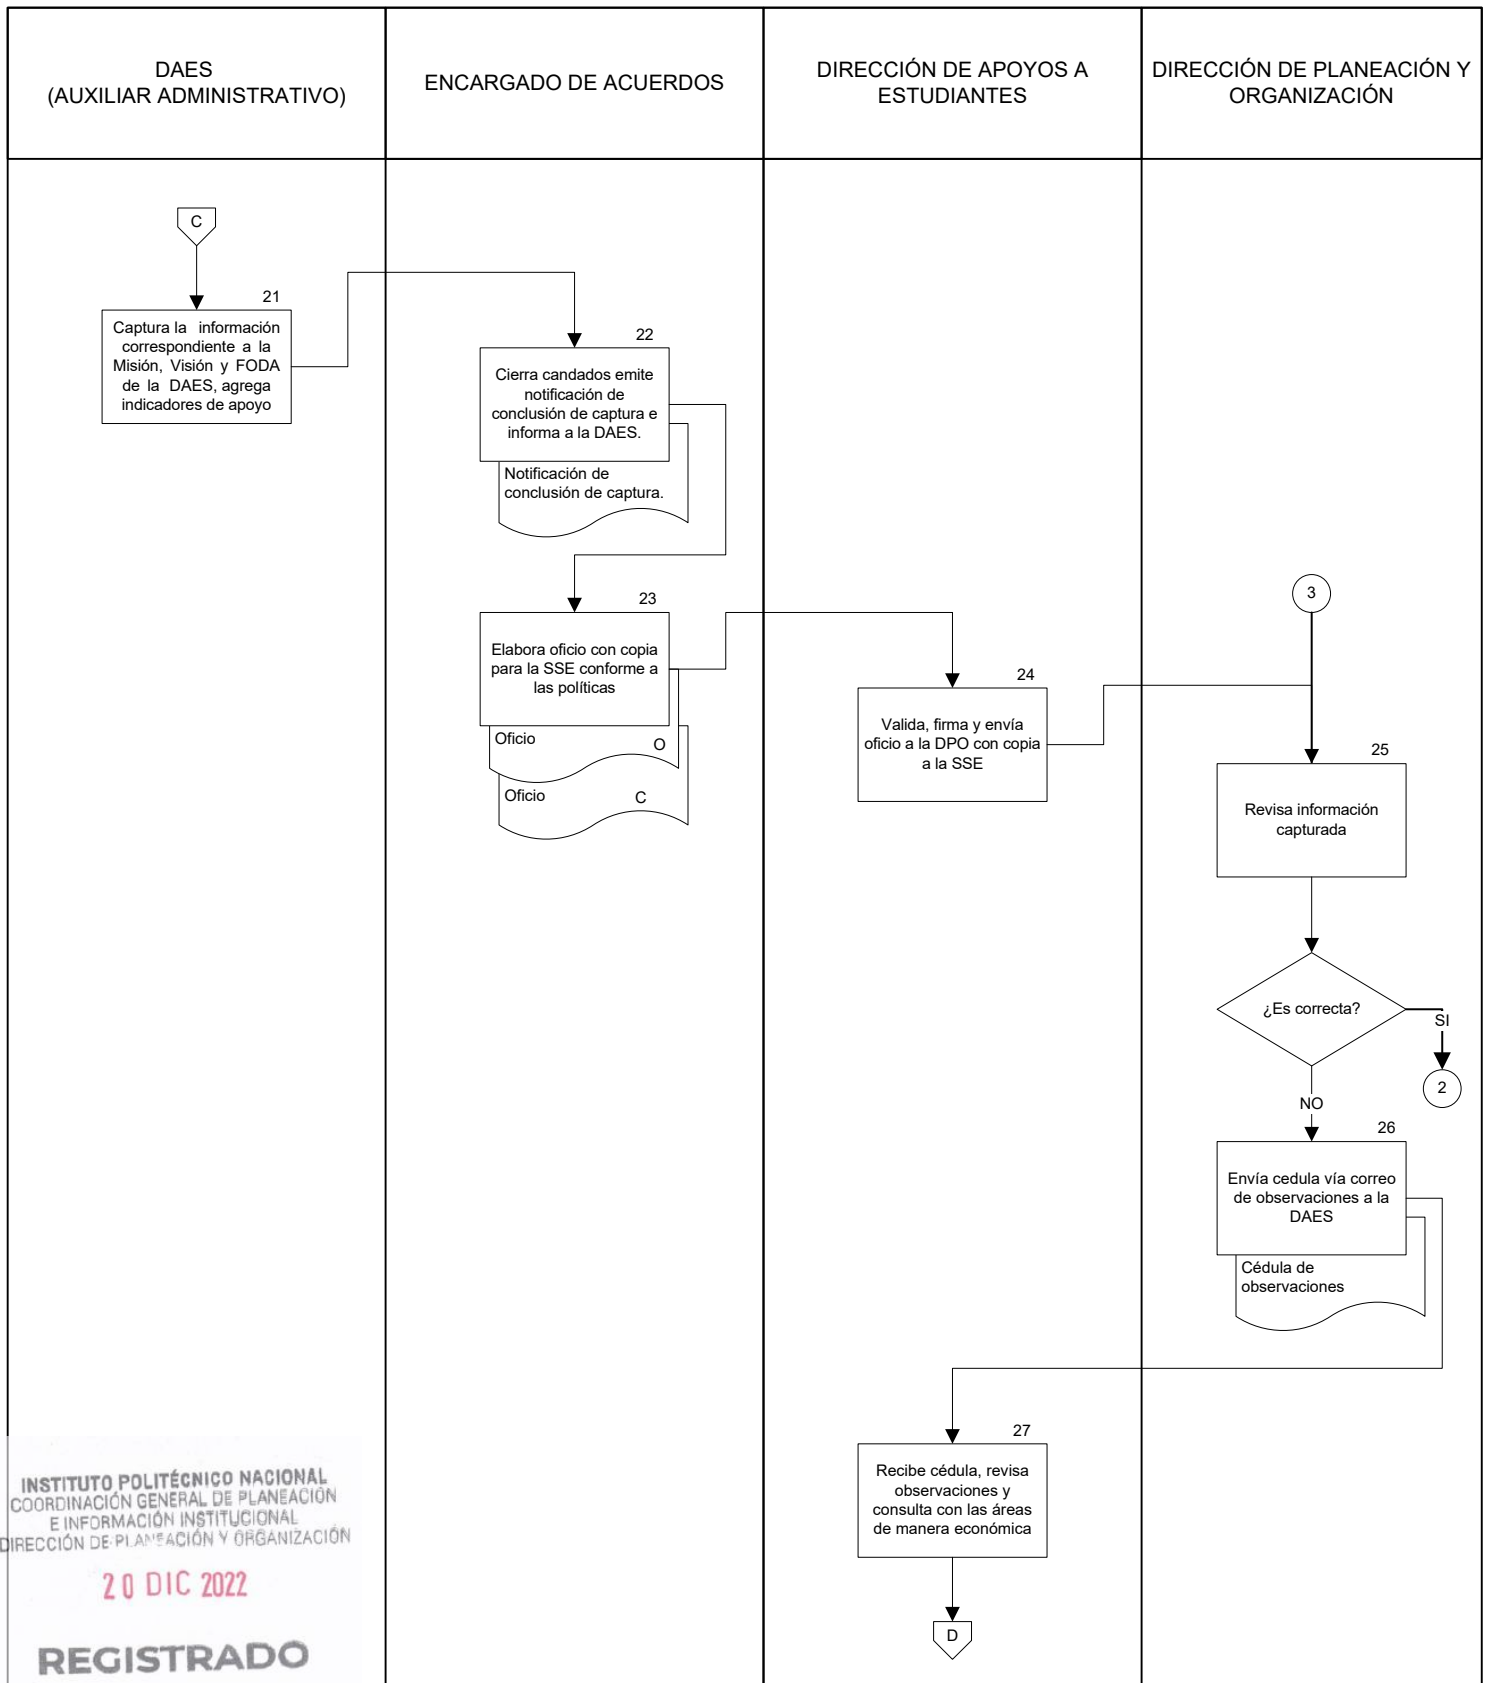 DAES
(AUXILIAR ADMINISTRATIVO)
ENCARGADO DE ACUERDOS
DIRECCIÓN DE APOYOS A
ESTUDIANTES
DIRECCIÓN DE PLANEACIÓN Y
ORGANIZACIÓN
C
21
Captura la información
correspondiente a la
Misión, Visión y FODA
de la DAES, agrega
indicadores de apoyo
22
Cierra candados emite
notificación de
conclusión de captura e
informa a la DAES.
Notificación de
conclusión de captura.
23
Elabora oficio con copia
para la SSE conforme a
las políticas
Oficio O
Oficio C
24
Valida, firma y envía
oficio a la DPO con copia
a la SSE
3
25
Revisa información
capturada
¿Es correcta?
SI
2
NO
26
Envía cedula vía correo
de observaciones a la
DAES
Cédula de
observaciones
27
Recibe cédula, revisa
observaciones y
consulta con las áreas
de manera económica
D
INSTITUTO POLITÉCNICO NACIONAL
COORDINACIÓN GENERAL DE PLANEACIÓN
E INFORMACIÓN INSTITUCIONAL
DIRECCIÓN DE PLANEACIÓN Y ORGANIZACIÓN
20 DIC 2022
REGISTRADO